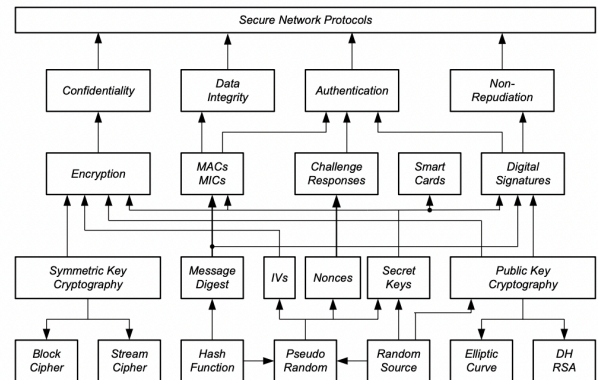 Secure Network Protocols
Confidentiality
Data
Integrity
Authentication
Non-
Repudiation
Encryption
MACs
MICs
Challenge
Responses
Smart
Cards
Digital
Signatures
Symmetric Key
Cryptography
Message
Digest
IVs
Nonces
Secret
Keys
Public Key
Cryptography
Block
Cipher
Stream
Cipher
Hash
Function
Pseudo
Random
Random
Source
Elliptic
Curve
DH
RSA